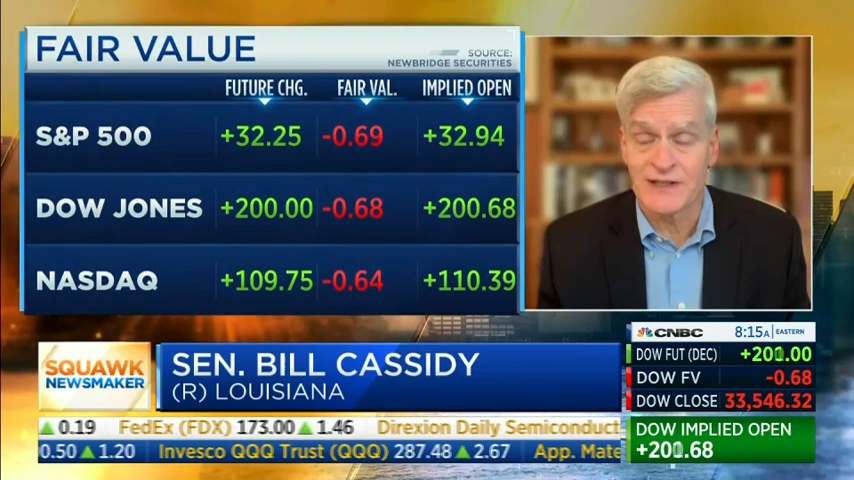 FAIR VALUE
SOURCE:
NEWBRIDGE SECURITIES
FUTURE CHG. FAIR VAL. IMPLIED OPEN
S&P 500 +32.25 -0.69 +32.94
DOW JONES +200.00 -0.68 +200.68
NASDAQ +109.75 -0.64 +110.39
SQUAWK
NEWSMAKER
SEN. BILL CASSIDY
(R) LOUISIANA
CNBC 8:15A EASTERN
DOW FUT (DEC) +201.00
DOW FV -0.68
DOW CLOSE 33,546.32
DOW IMPLIED OPEN
▲0.19 FedEx (FDX) 173.00▲1.46 Direxion Daily Semiconduct
0.50▲1.20 Invesco QQQ Trust (QQQ) 287.48▲2.67 App. Mate